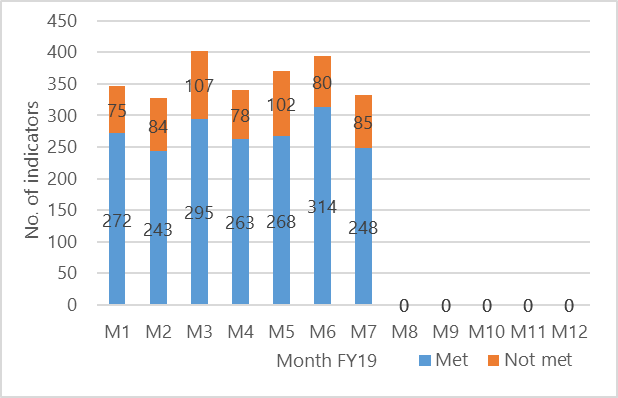 450
400
350
300
250
200
150
100
50
0
No. of indicators
75 84 107 78 102 80 85
272 243 295 263 268 314 248
0 0 0 0 0
M1 M2 M3 M4 M5 M6 M7 M8 M9 M10 M11 M12
Month FY19 Met Not met